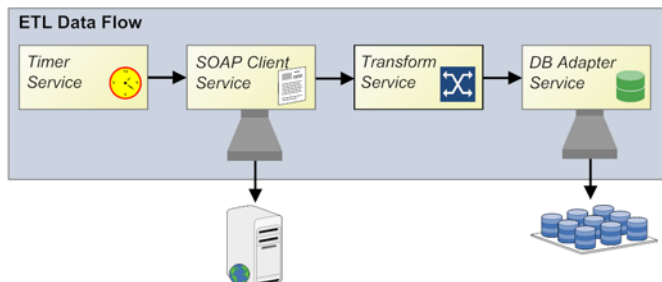 ETL Data Flow
Timer
Service
SOAP Client
Service
Transform
Service
DB Adapter
Service